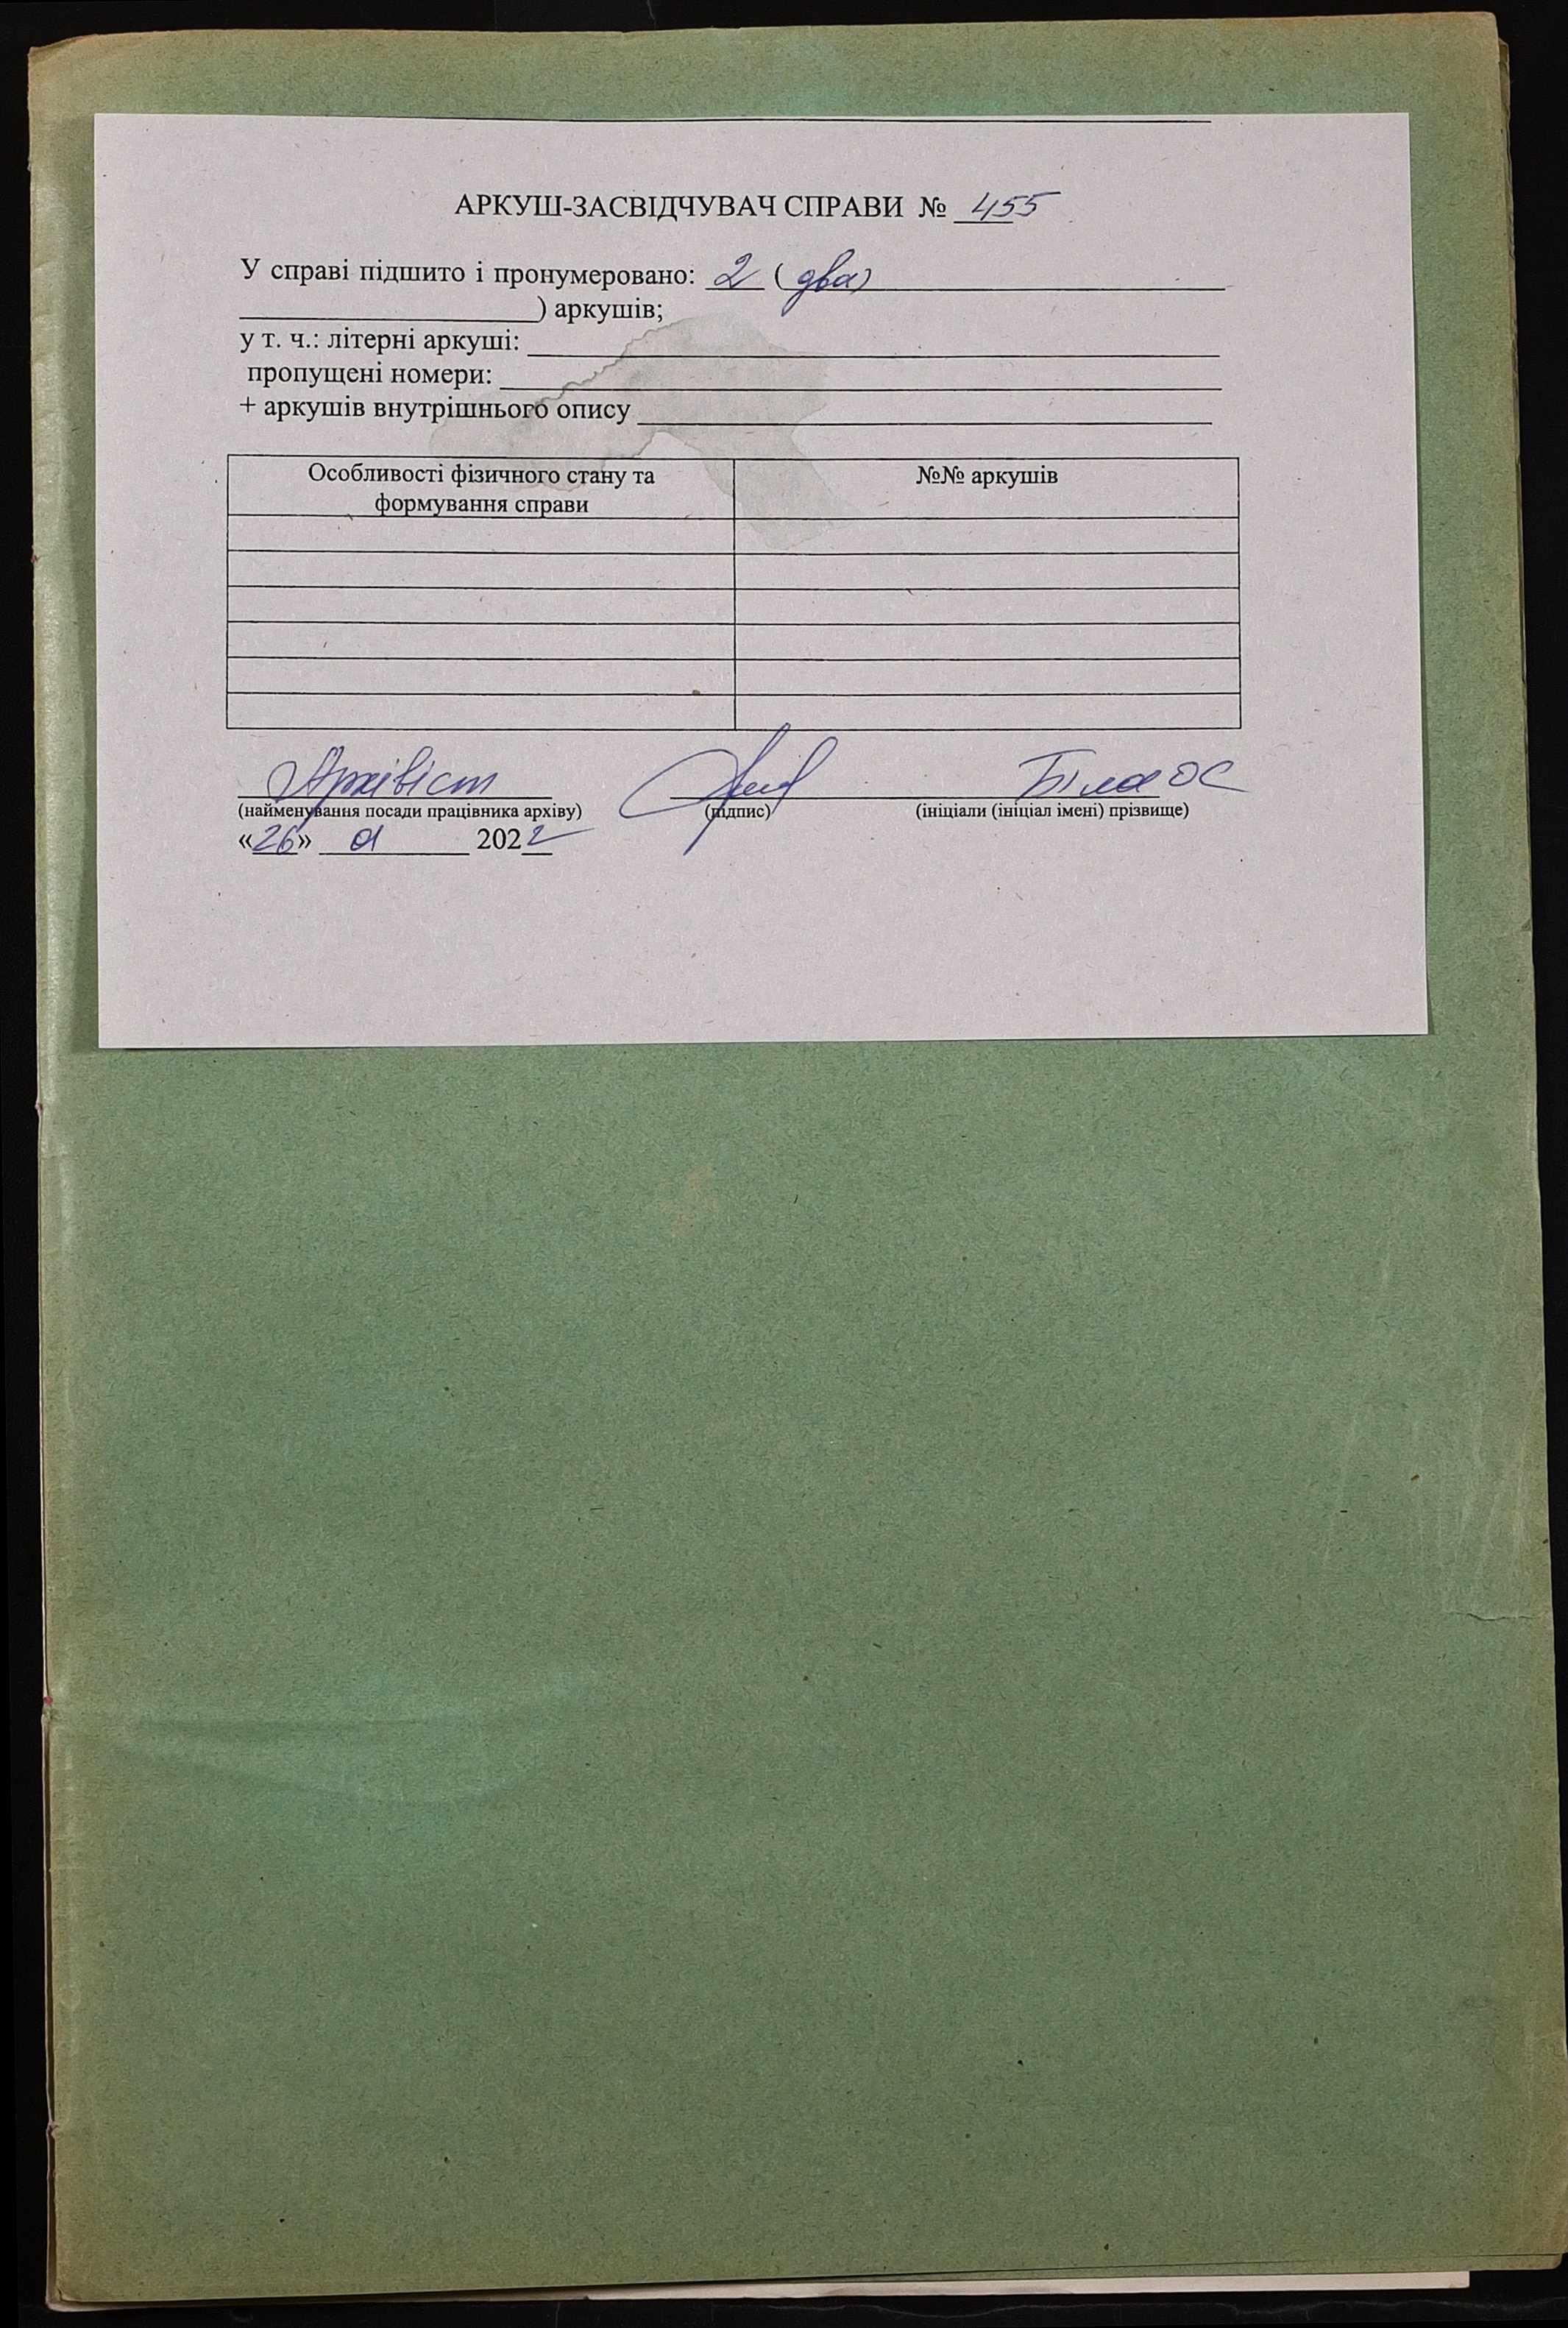 АРКУШ-ЗАСВІДЧУВАЧ СПРАВИ № 455
У справі підшито і пронумеровано: 2 ( два)
) аркушів;
у т. ч.: літерні аркуші:
пропущені номери:
+ аркушів внутрішнього опису
Особливості фізичного стану та формування справи
№№ аркушів
Архівіст Біла ОС
(найменування посади працівника архіву) (підпис) (ініціали (ініціал імені) прізвище)
«26» 01 2022